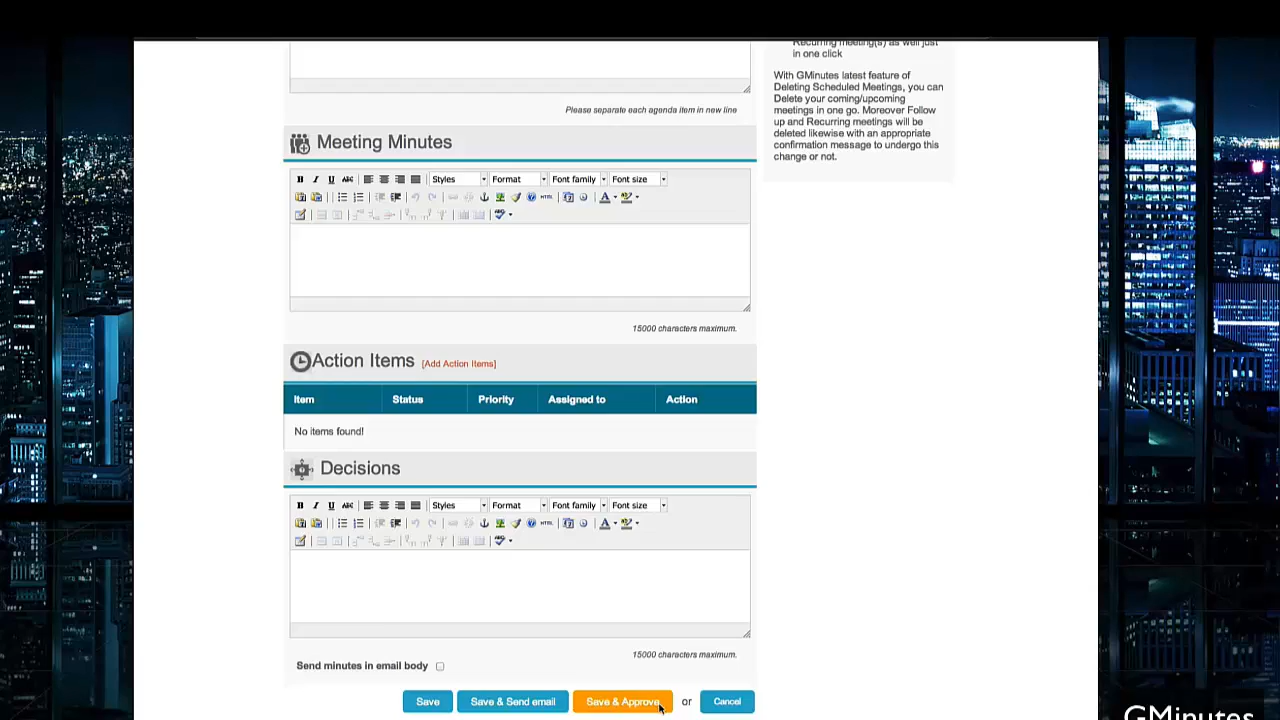 Recurring meeting(s) as well just
in one click
With GMinutes latest feature of
Deleting Scheduled Meetings, you can
Delete your coming/upcoming
meetings in one go. Moreover Follow
up and Recurring meetings will be
deleted likewise with an appropriate
confirmation message to undergo this
change or not.
Please separate each agenda item in new line
Meeting Minutes
B I U ABC Styles Format Font family Font size
HTML A
15000 characters maximum.
Action Items [Add Action Items]
Item Status Priority Assigned to Action
No items found!
Decisions
B I U ABC Styles Format Font family Font size
HTML A
15000 characters maximum.
Send minutes in email body
Save Save & Send email Save & Approve or Cancel
GMinutes